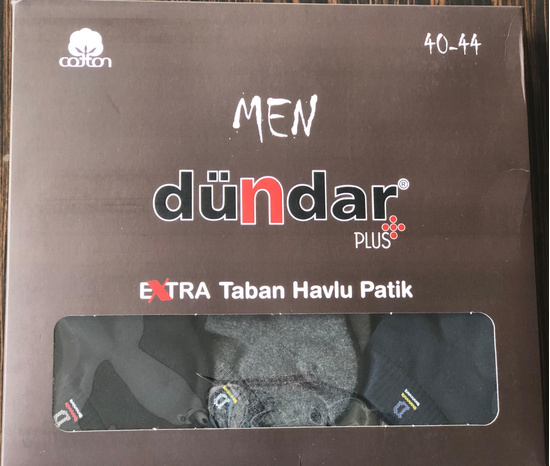 cotton
40-44
MEN
dündar®
PLUS
EXTRA Taban Havlu Patik